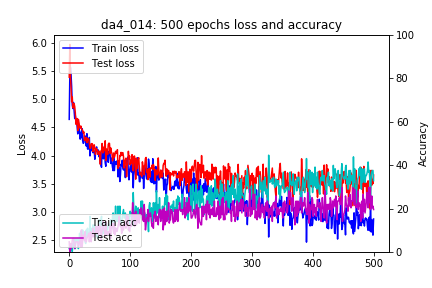 da4_014: 500 epochs loss and accuracy
Train loss
Test loss
Train acc
Test acc
Loss
6.0
5.5
5.0
4.5
4.0
3.5
3.0
2.5
Accuracy
100
80
60
40
20
0
0 100 200 300 400 500